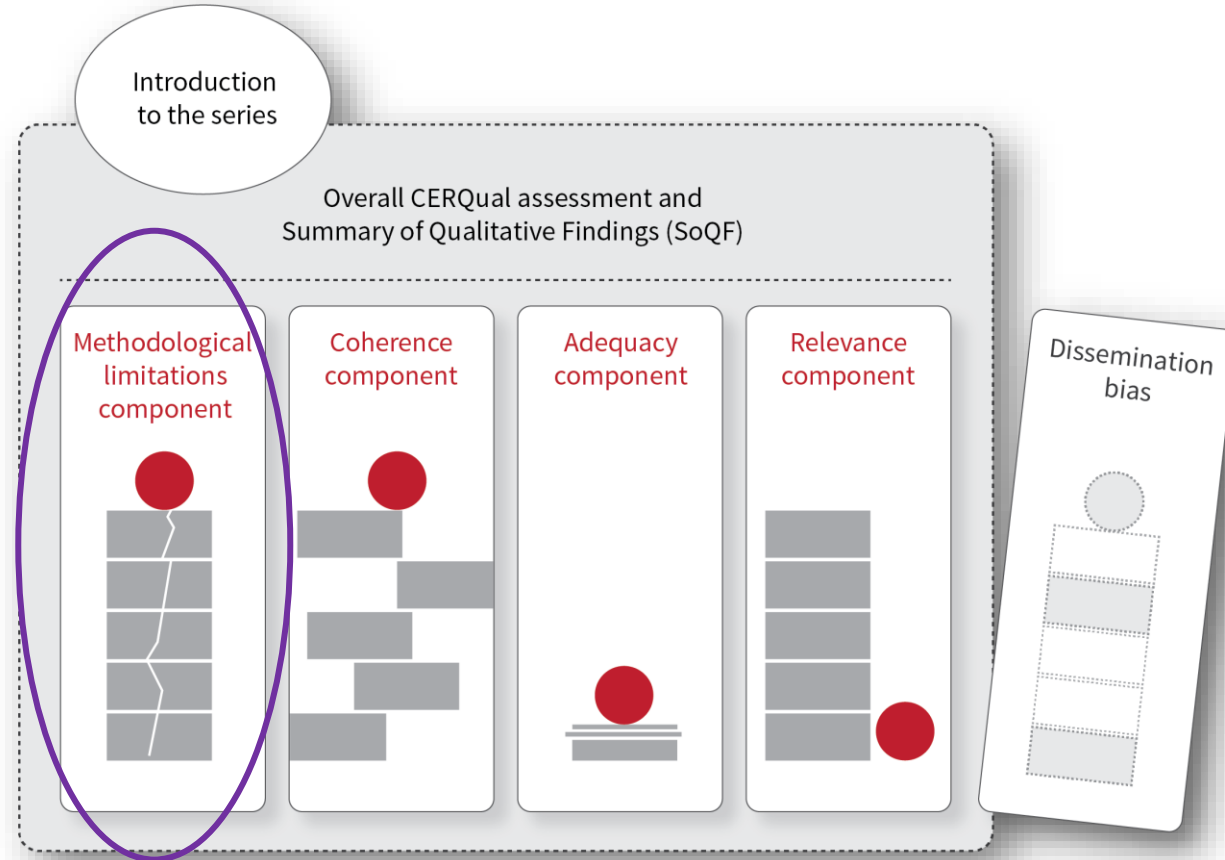 Introduction
to the series
Overall CERQual assessment and
Summary of Qualitative Findings (SoQF)
Methodological
limitations
component
Coherence
component
Adequacy
component
Relevance
component
Dissemination
bias